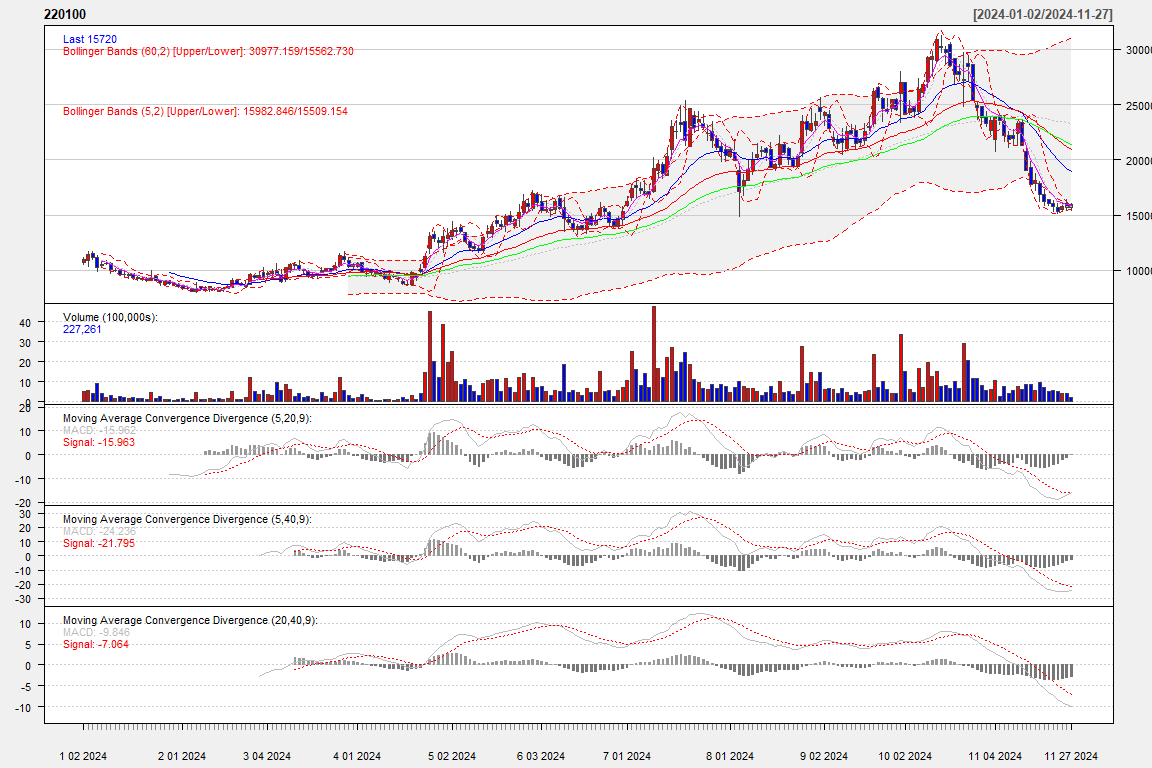 220100 [2024-01-02/2024-11-27]
Last 15720
Bollinger Bands (60,2) [Upper/Lower]: 30977.159/15562.730
Bollinger Bands (5,2) [Upper/Lower]: 15982.846/15509.154
30000
25000
20000
15000
10000
Volume (100,000s):
227,261
40
30
20
10
0
Moving Average Convergence Divergence (5,20,9):
MACD: -15.962
Signal: -15.963
20
10
0
-10
-20
Moving Average Convergence Divergence (5,40,9):
MACD: -24.236
Signal: -21.795
30
20
10
0
-10
-20
-30
Moving Average Convergence Divergence (20,40,9):
MACD: -9.846
Signal: -7.064
10
5
0
-5
-10
1 02 2024 2 01 2024 3 04 2024 4 01 2024 5 02 2024 6 03 2024 7 01 2024 8 01 2024 9 02 2024 10 02 2024 11 04 2024 11 27 2024